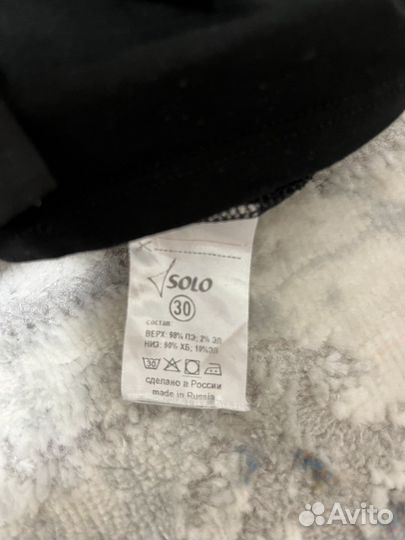 SOLO
30
состав
ВЕРХ: 98% ПЭ; 2% ЭЛ
НИЗ: 90% ХБ; 10%ЭЛ
30
сделано в России
made in Russia
Avito